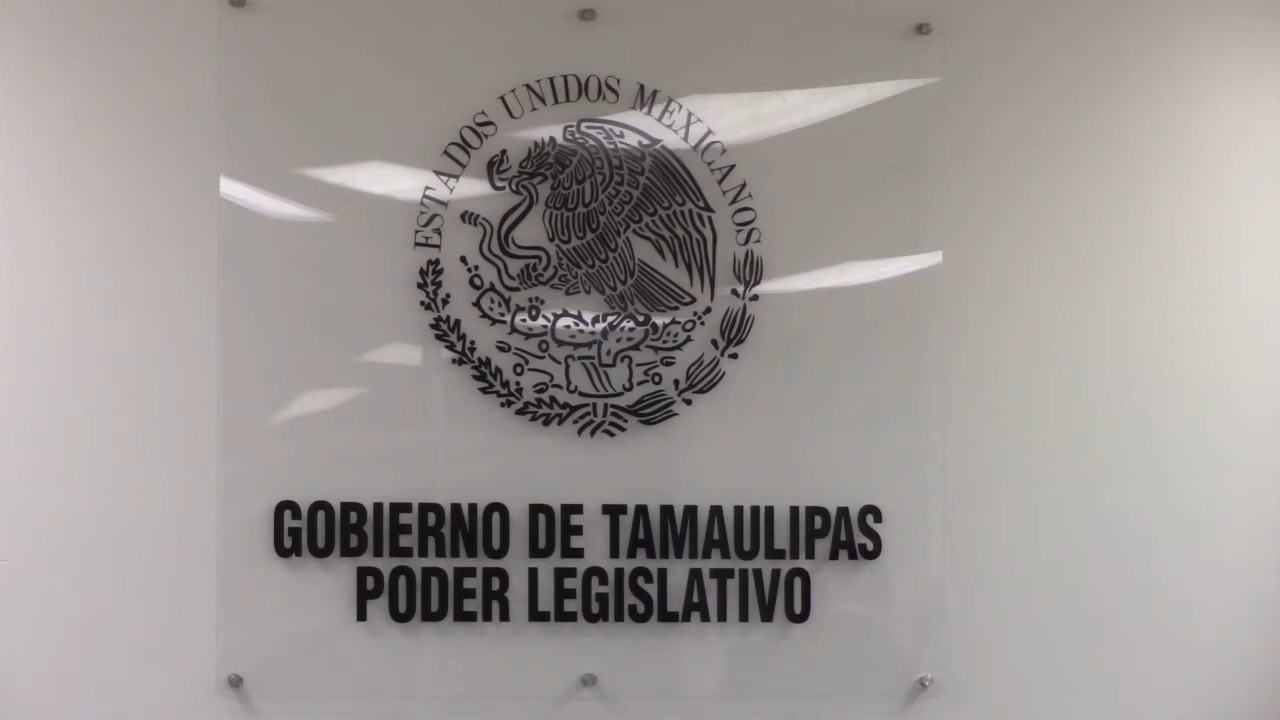 ESTADOS UNIDOS MEXICANOS
GOBIERNO DE TAMAULIPAS
PODER LEGISLATIVO